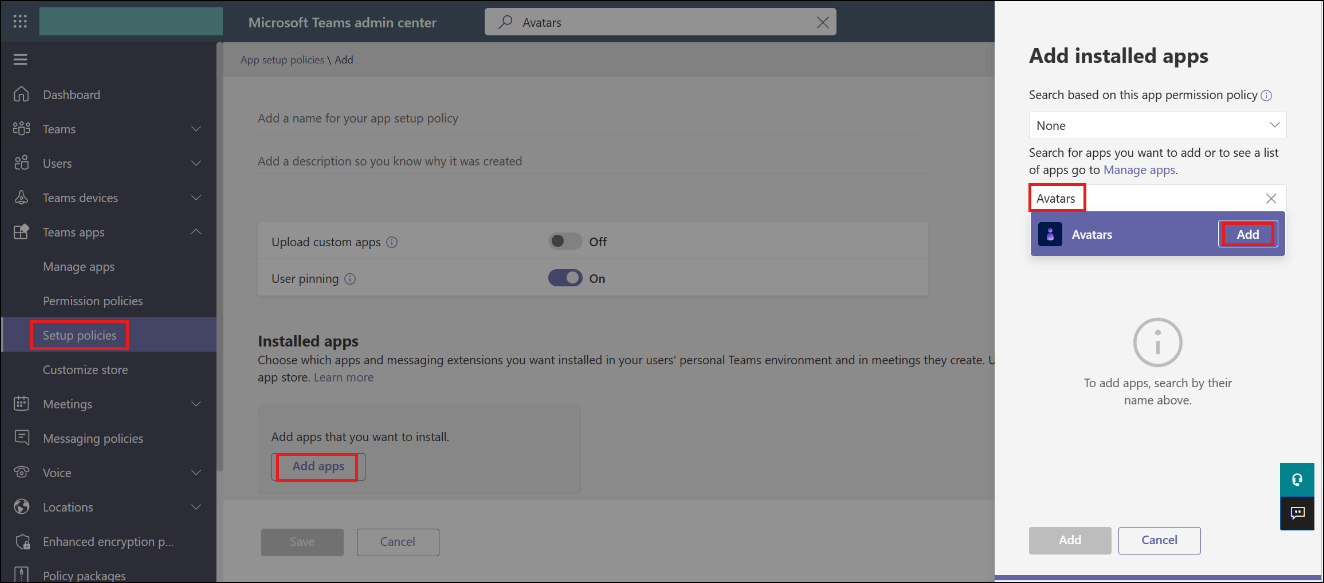 Microsoft Teams admin center
Avatars
Dashboard
Teams
Users
Teams devices
Teams apps
Manage apps
Permission policies
Setup policies
Customize store
Meetings
Messaging policies
Voice
Locations
Enhanced encryption p...
Policy packages
App setup policies \ Add
Add a name for your app setup policy
Add a description so you know why it was created
Upload custom apps
Off
User pinning
On
Installed apps
Choose which apps and messaging extensions you want installed in your users' personal Teams environment and in meetings they create. U
app store. Learn more
Add apps that you want to install.
Add apps
Save
Cancel
Add installed apps
Search based on this app permission policy
None
Search for apps you want to add or to see a list
of apps go to Manage apps.
Avatars
Avatars
Add
To add apps, search by their
name above.
Add
Cancel